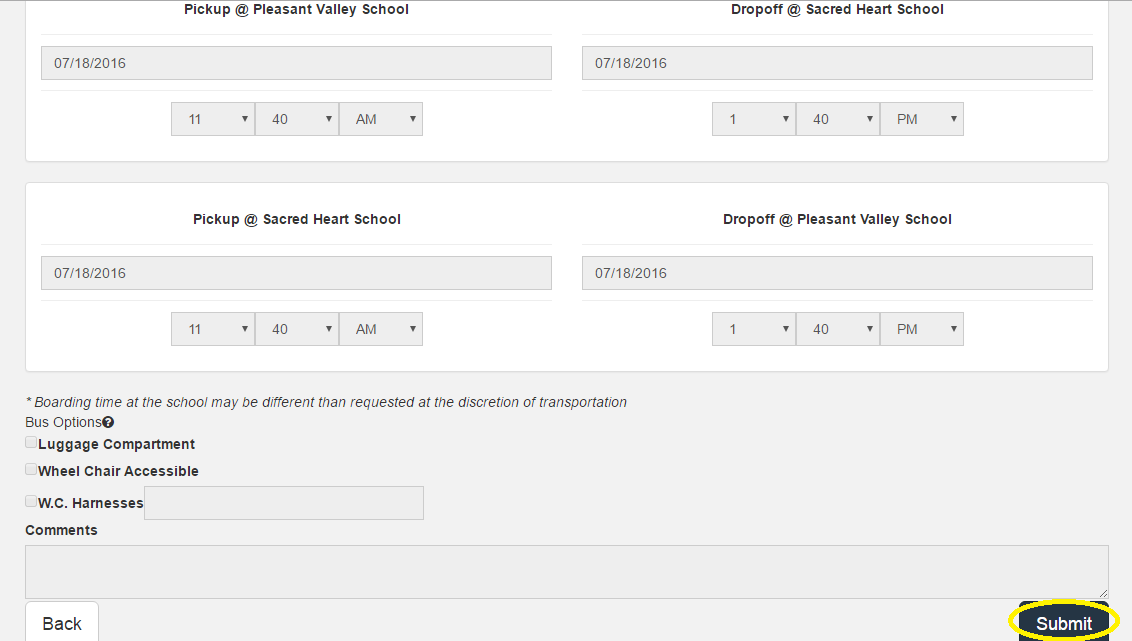 Pickup @ Pleasant Valley School Dropoff @ Sacred Heart School
07/18/2016 07/18/2016
11 40 AM 1 40 PM
Pickup @ Sacred Heart School Dropoff @ Pleasant Valley School
07/18/2016 07/18/2016
11 40 AM 1 40 PM
* Boarding time at the school may be different than requested at the discretion of transportation
Bus Options?
Luggage Compartment
Wheel Chair Accessible
W.C. Harnesses
Comments
Back Submit